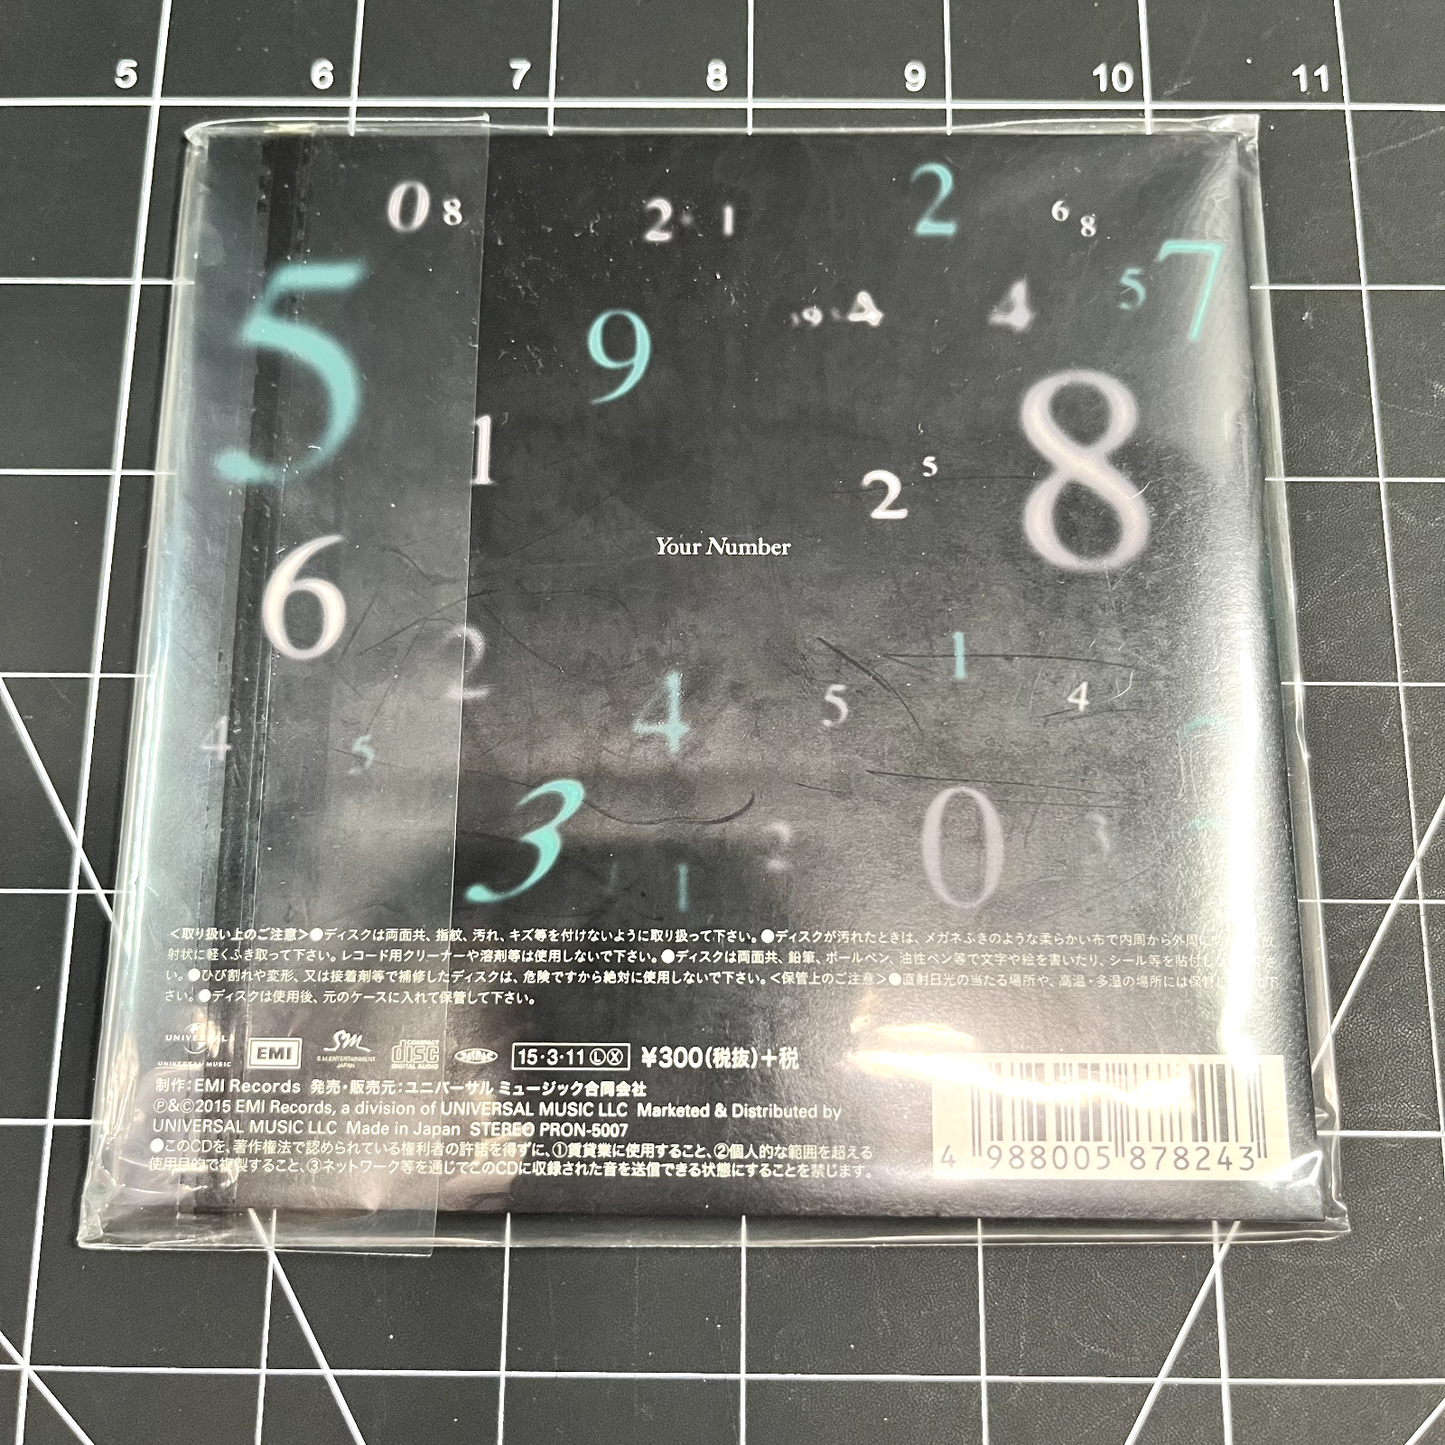 5 6 7 8 9 10 11
0 8 2 1 2 6 8
5 9 4 4 5 7
1 2 5 8
Your Number
6 2 1
4 5 4 5 4
3 1 2 0 3
<取り扱い上のご注意>●ディスクは両面共、指紋、汚れ、キズ等を付けないように取り扱って下さい。●ディスクが汚れたときは、メガネふきのような柔らかい布で内周から外周に
射状に軽くふき取って下さい。レコード用クリーナーや溶剤等は使用しないで下さい。●ディスクは両面共、鉛筆、ボールペン、油性ペン等で文字や絵を書いたり、シール等を貼付し
い。●ひび割れや変形、又は接着剤等で補修したディスクは、危険ですから絶対に使用しないで下さい。<保管上のご注意>●直射日光の当たる場所や、高温・多湿の場所には保管
さい。●ディスクは使用後、元のケースに入れて保管して下さい。
UNIVERSAL
UNIVERSAL MUSIC EMI SM S.M.ENTERTAINMENT JAPAN COMPACT disc DIGITAL AUDIO 15・3・11 Ⓛ Ⓧ ¥300(税抜)+税
制作:EMI Records 発売・販売元:ユニバーサル ミュージック合同会社
Ⓟ&©2015 EMI Records, a division of UNIVERSAL MUSIC LLC Marketed & Distributed by
UNIVERSAL MUSIC LLC Made in Japan STEREO PRON-5007
●このCDを、著作権法で認められている権利者の許諾を得ずに、①賃貸業に使用すること、②個人的な範囲を超える
使用目的で複製すること、③ネットワーク等を通じてこのCDに収録された音を送信できる状態にすることを禁じます。
4 988005 878243